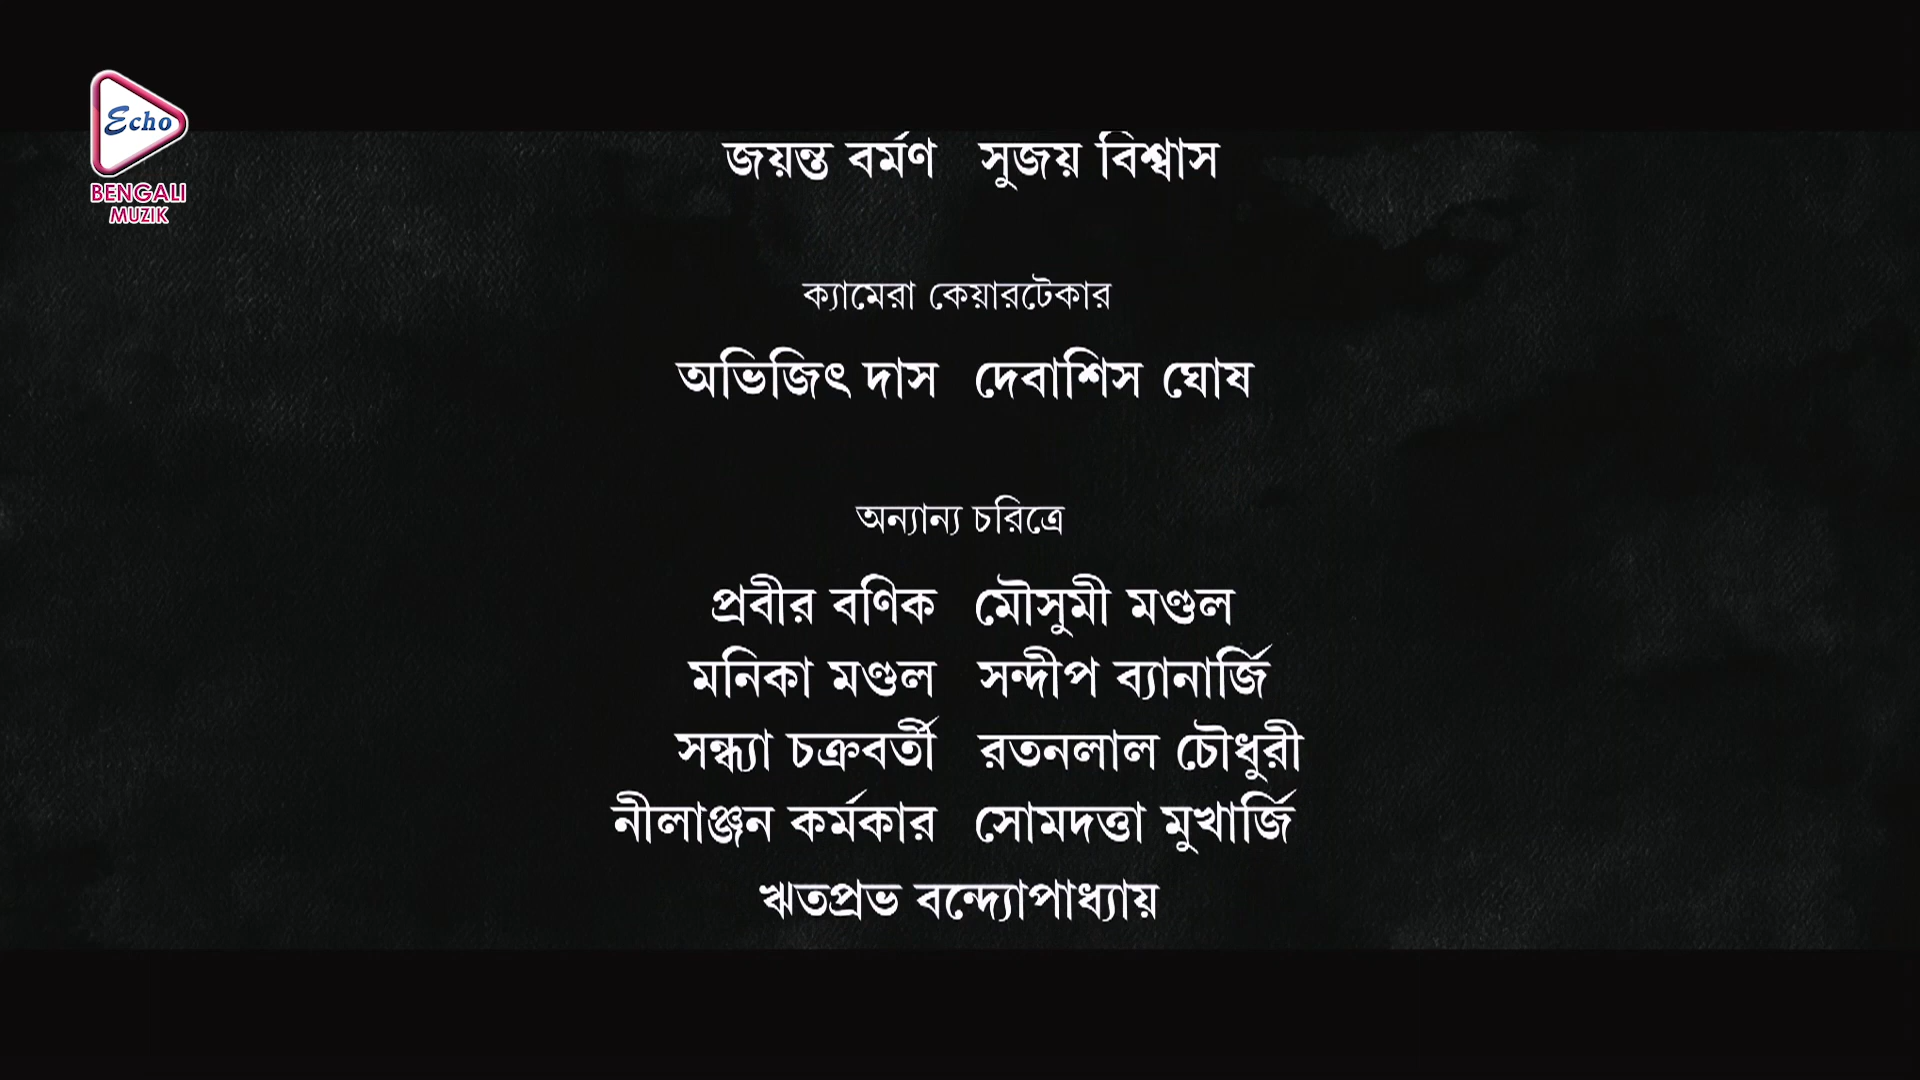 Echo
BENGALI
MUZIK
জয়ন্ত বর্মণ সুজয় বিশ্বাস
ক্যামেরা কেয়ারটেকার
অভিজিৎ দাস দেবাশিস ঘোষ
অন্যান্য চরিত্রে
প্রবীর বণিক মৌসুমী মণ্ডল
মনিকা মণ্ডল সন্দীপ ব্যানার্জি
সন্ধ্যা চক্রবর্তী রতনলাল চৌধুরী
নীলাঞ্জন কর্মকার সোমদত্তা মুখার্জি
ঋতপ্রভ বন্দ্যোপাধ্যায়